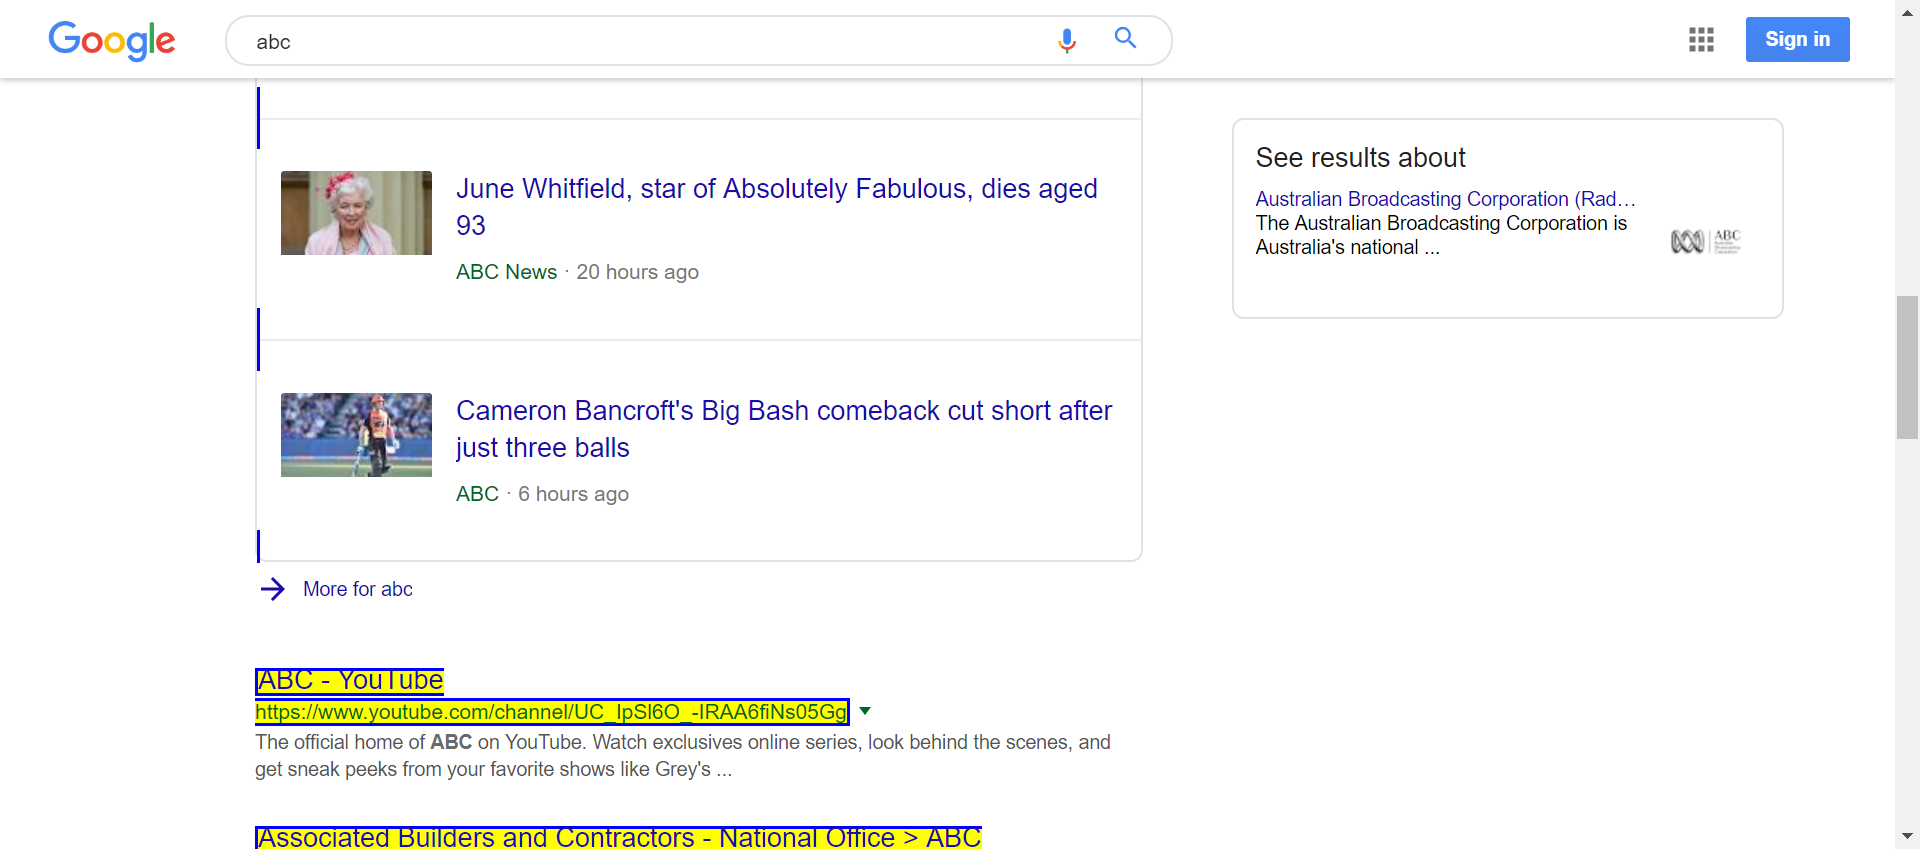 Google
abc
Sign in
June Whitfield, star of Absolutely Fabulous, dies aged
93
ABC News · 20 hours ago
Cameron Bancroft's Big Bash comeback cut short after
just three balls
ABC · 6 hours ago
More for abc
ABC - YouTube
https://www.youtube.com/channel/UC_IpSl6O_-IRAA6fiNs05Gg
The official home of ABC on YouTube. Watch exclusives online series, look behind the scenes, and
get sneak peeks from your favorite shows like Grey's ...
Associated Builders and Contractors - National Office > ABC
See results about
Australian Broadcasting Corporation (Rad...
The Australian Broadcasting Corporation is
Australia's national ...
ABC